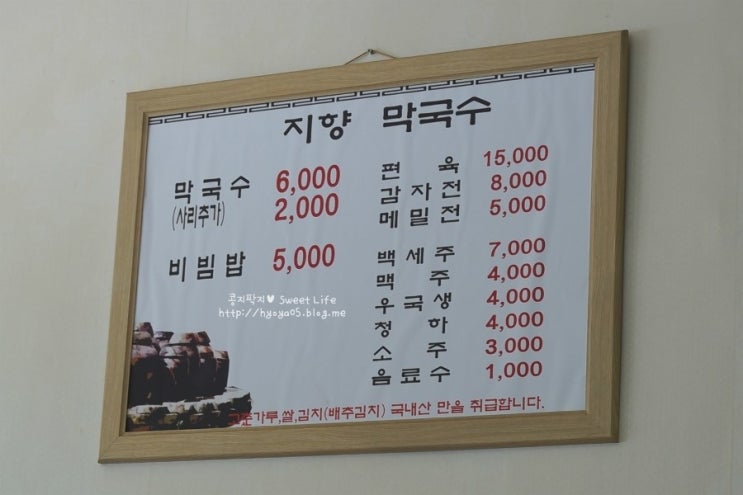 지향 막국수
막국수 6,000
(사리추가) 2,000
비빔밥 5,000
편육 15,000
감자전 8,000
메밀전 5,000
백세주 7,000
맥주 4,000
우국생 4,000
정하 4,000
소주 3,000
음료수 1,000
콩지팥지♥ Sweet Life
http://hyoya05.blog.me
고춘가루,쌀,김치(배추김치) 국내산 만을 취급합니다.